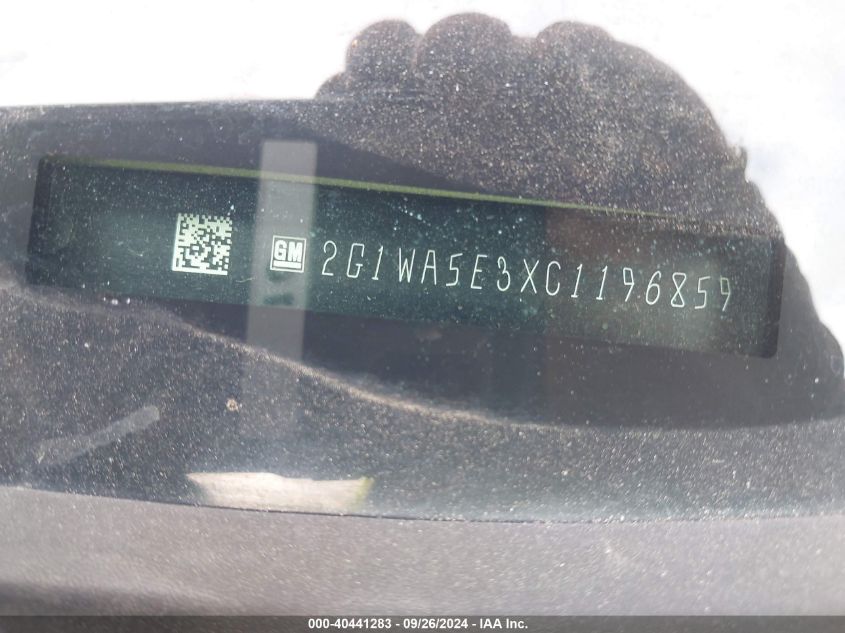 GM 2G1WA5E3XC1196859
000-40441283 - 09/26/2024 - IAA Inc.